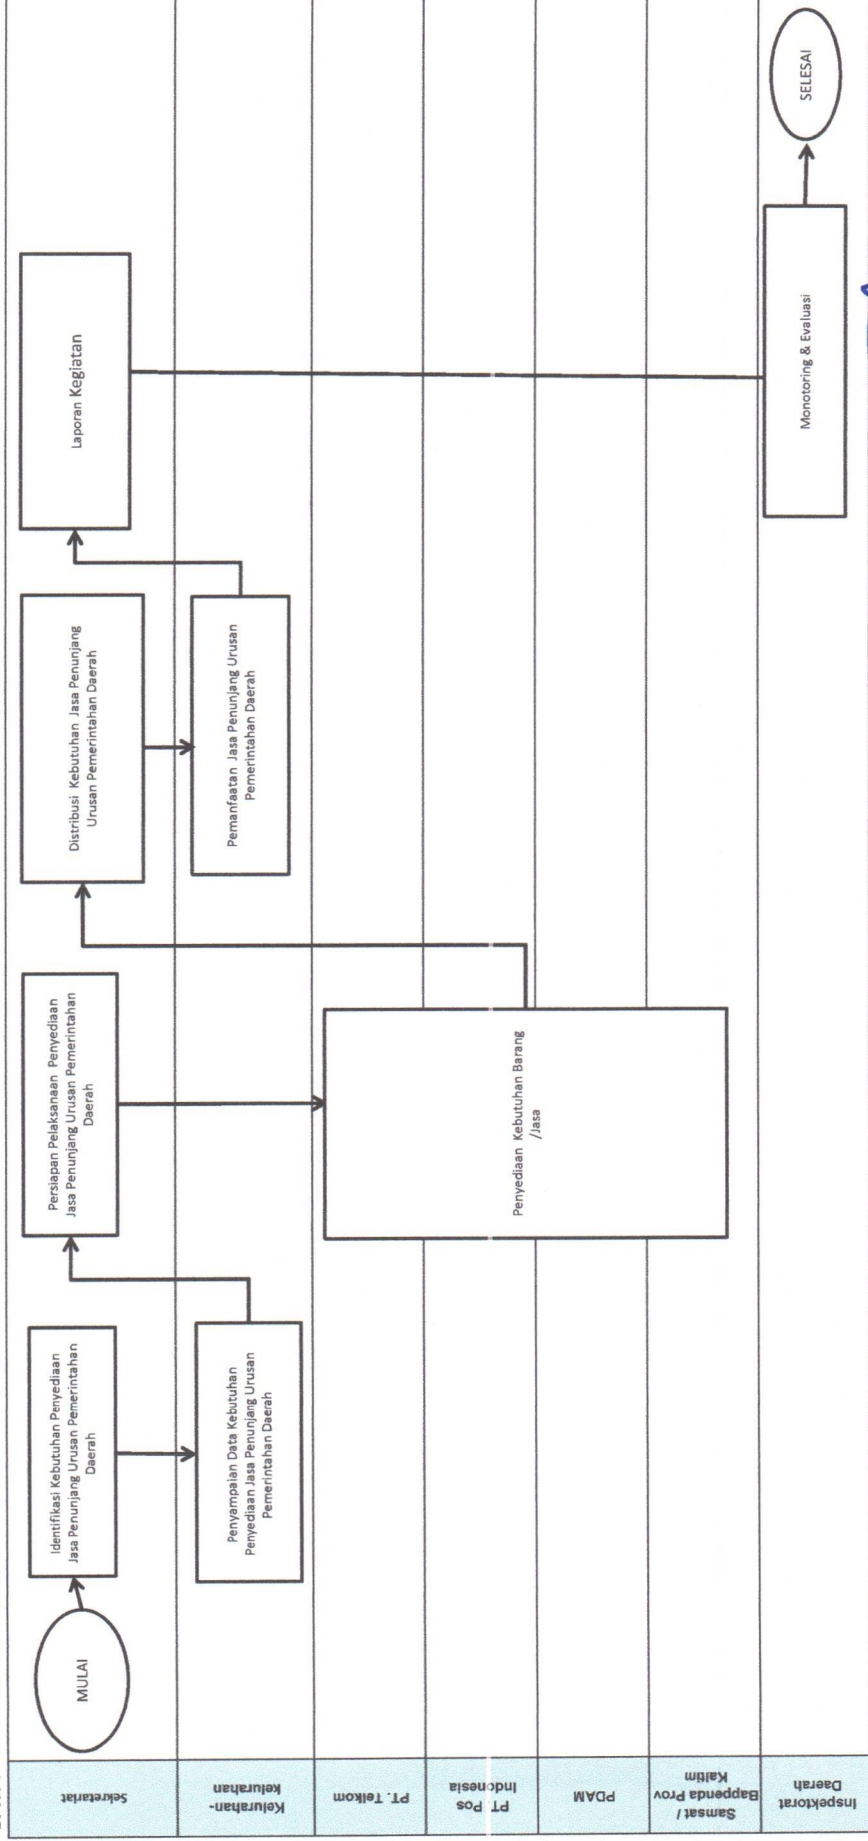 Sekretariat
Kelurahan-
kelurahan
PT. Telkom
PT. Pos
Indonesia
PDAM
Samsat /
Bappenda Prov
Kaltim
Inspektorat
Daerah
MULAI
Identifikasi Kebutuhan Penyediaan
Jasa Penunjang Urusan Pemerintahan
Daerah
Penyampaian Data Kebutuhan
Penyediaan Jasa Penunjang Urusan
Pemerintahan Daerah
Persiapan Pelaksanaan Penyediaan
Jasa Penunjang Urusan Pemerintahan
Daerah
Penyediaan Kebutuhan Barang
/Jasa
Distribusi Kebutuhan Jasa Penunjang
Urusan Pemerintahan Daerah
Pemanfaatan Jasa Penunjang Urusan
Pemerintahan Daerah
Laporan Kegiatan
Monotoring & Evaluasi
SELESAI